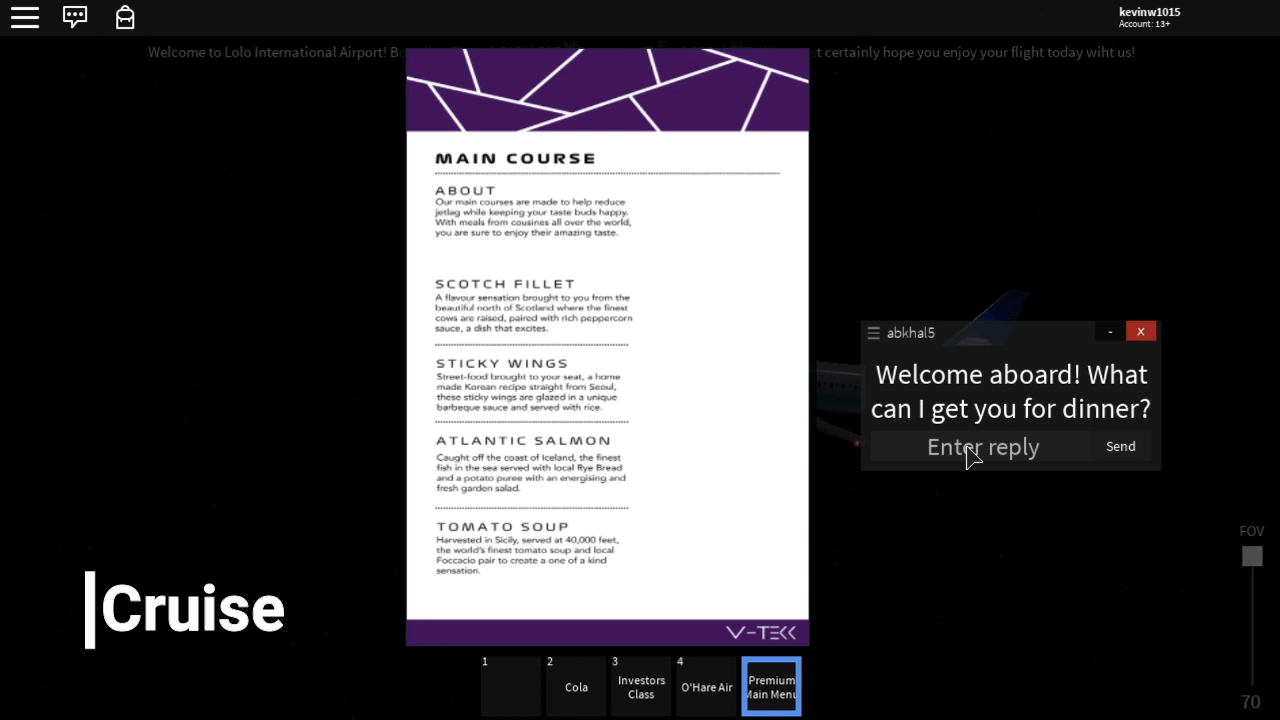 kevinw1015
Account: 13+
Welcome to Lolo International Airport!
t certainly hope you enjoy your flight today wiht us!
MAIN COURSE
ABOUT
Our main courses are made to help reduce
jetlag while keeping your taste buds happy.
With meals from cousines all over the world,
you are sure to enjoy their amazing taste.
SCOTCH FILLET
A flavour sensation brought to you from the
beautiful north of Scotland where the finest
cows are raised, paired with rich peppercorn
sauce, a dish that excites.
STICKY WINGS
Street-food brought to your seat, a home
made Korean recipe straight from Seoul,
these sticky wings are glazed in a unique
barbeque sauce and served with rice.
ATLANTIC SALMON
Caught off the coast of Iceland, the finest
fish in the sea served with local Rye Bread
and a potato puree with an energising and
fresh garden salad.
TOMATO SOUP
Harvested in Sicily, served at 40,000 feet,
the world's finest tomato soup and local
Foccacio pair to create a one of a kind
sensation.
V-TEKK
abkhal5
-
X
Welcome aboard! What
can I get you for dinner?
Enter reply
Send
FOV
70
Cruise
1
2
Cola
3
Investors
Class
4
O'Hare Air
Premium
Main Menu